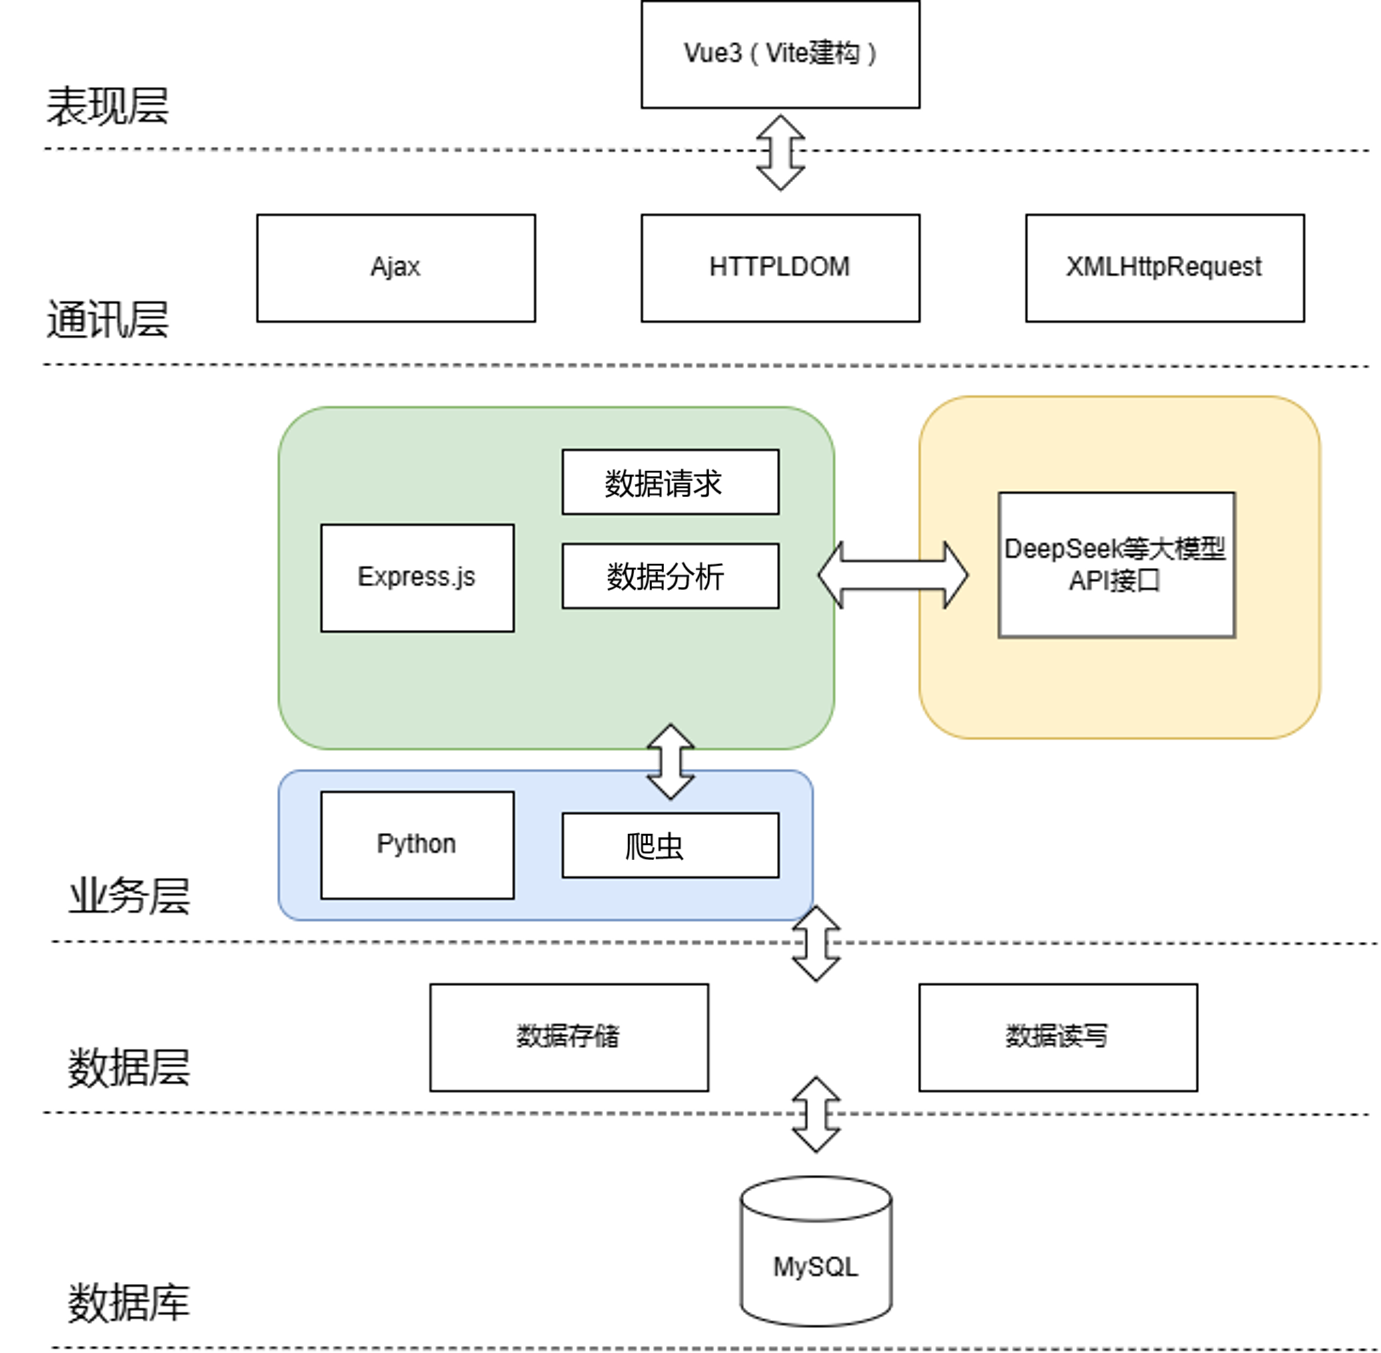 Vue3（Vite建构）
表现层
Ajax
HTTPLDOM
XMLHttpRequest
通讯层
数据请求
Express.js
数据分析
DeepSeek等大模型
API接口
Python
爬虫
业务层
数据存储
数据读写
数据层
MySQL
数据库